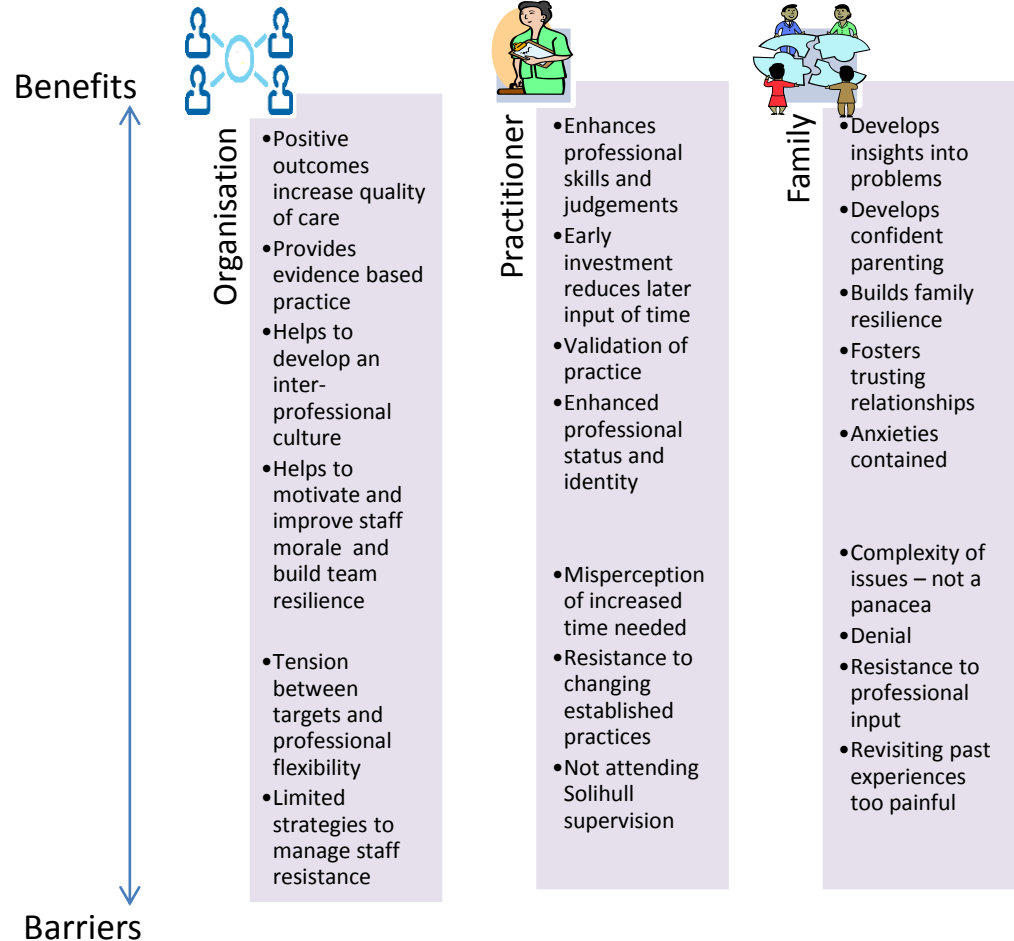 Benefits
Organisation
•Positive
outcomes
increase quality
of care
•Provides
evidence based
practice
•Helps to
develop an
inter-
professional
culture
•Helps to
motivate and
improve staff
morale and
build team
resilience
•Tension
between
targets and
professional
flexibility
•Limited
strategies to
manage staff
resistance
Practitioner
•Enhances
professional
skills and
judgements
•Early
investment
reduces later
input of time
•Validation of
practice
•Enhanced
professional
status and
identity
•Misperception
of increased
time needed
•Resistance to
changing
established
practices
•Not attending
Solihull
supervision
Family
•Develops
insights into
problems
•Develops
confident
parenting
•Builds family
resilience
•Fosters
trusting
relationships
•Anxieties
contained
•Complexity of
issues – not a
panacea
•Denial
•Resistance to
professional
input
•Revisiting past
experiences
too painful
Barriers